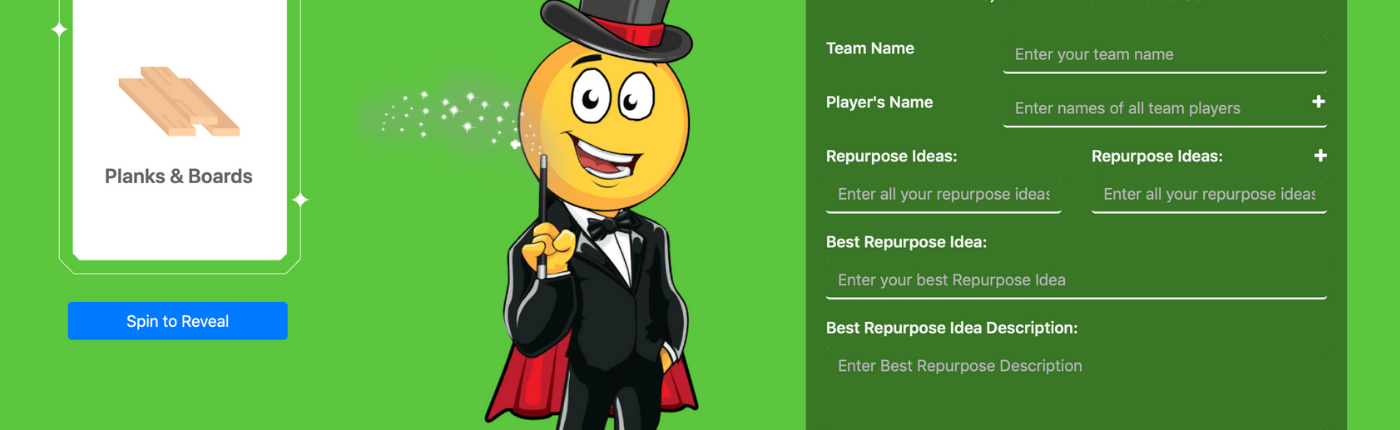 Planks & Boards
Spin to Reveal
Team Name
Enter your team name
Player's Name
Enter names of all team players
Repurpose Ideas:
Repurpose Ideas:
Enter all your repurpose ideas
Enter all your repurpose ideas
Best Repurpose Idea:
Enter your best Repurpose Idea
Best Repurpose Idea Description:
Enter Best Repurpose Description